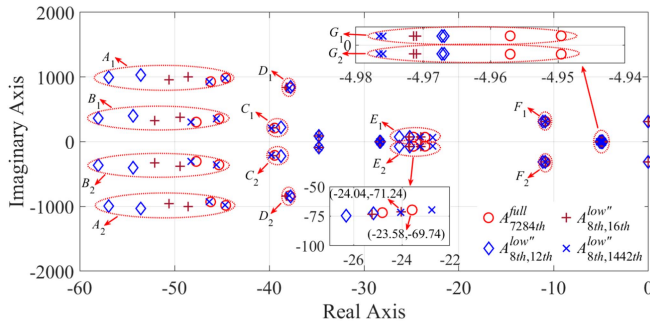 2000
1000
0
-1000
-2000
Imaginary Axis
-60
-50
-40
-30
-20
-10
0
Real Axis
A1
B1
B2
A2
D1
C1
C2
D2
E1
E2
F1
F2
G1
G2
0
-4.98
-4.97
-4.96
-4.95
-4.94
-50
-75
-100
(-24.04,-71.24)
(-23.58,-69.74)
-26
-24
-22
A^full_7284th
A^low''_8th,16th
A^low''_8th,12th
A^low''_8th,1442th